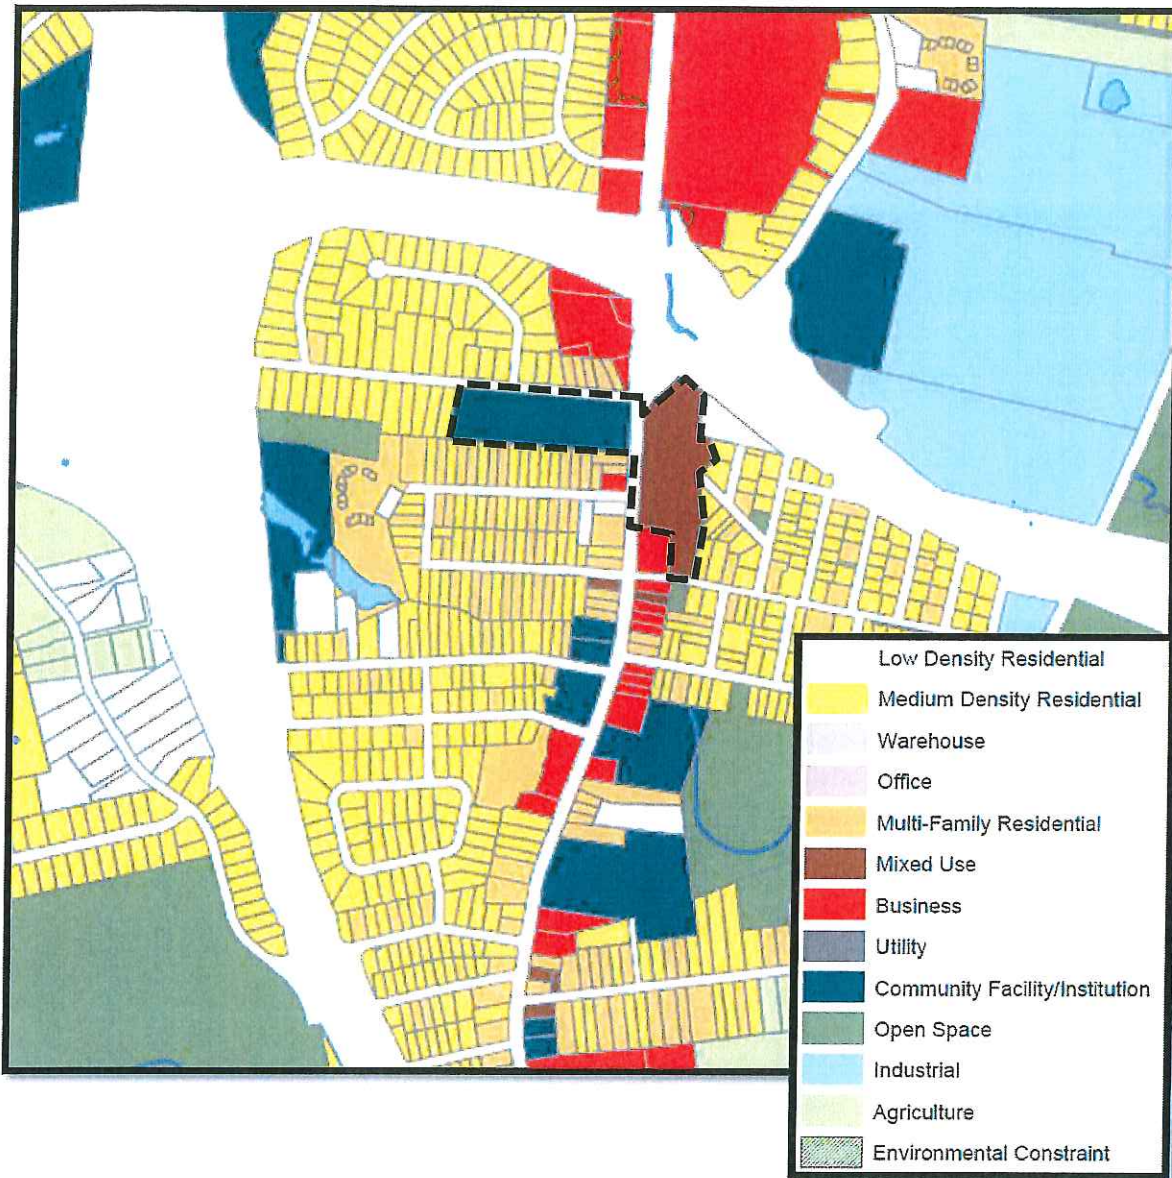 Low Density Residential
Medium Density Residential
Warehouse
Office
Multi-Family Residential
Mixed Use
Business
Utility
Community Facility/Institution
Open Space
Industrial
Agriculture
Environmental Constraint